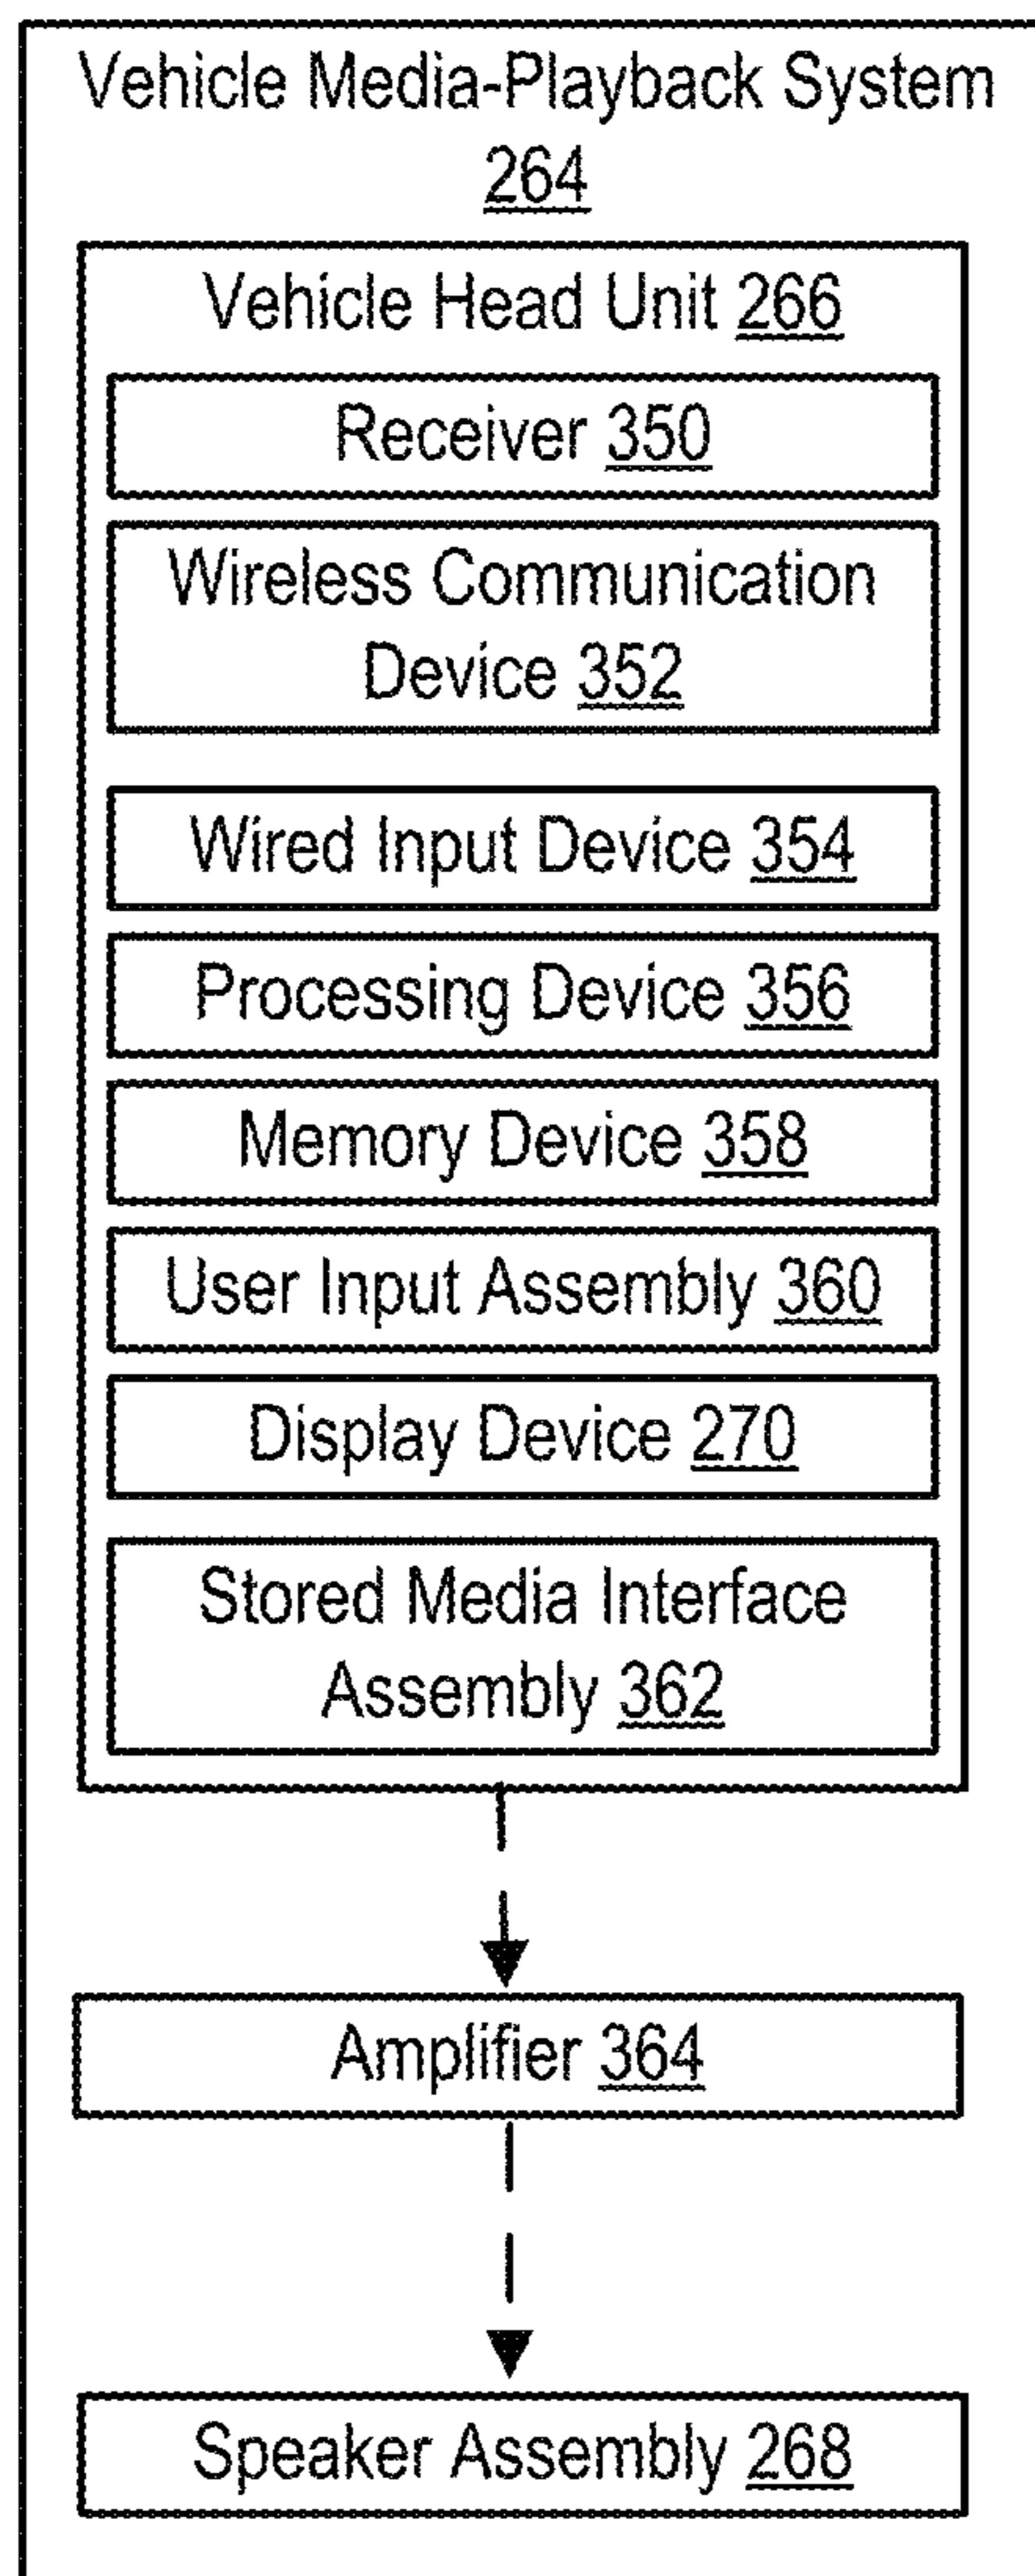 Vehicle Media-Playback System
264
Vehicle Head Unit 266
Receiver 350
Wireless Communication
Device 352
Wired Input Device 354
Processing Device 356
Memory Device 358
User Input Assembly 360
Display Device 270
Stored Media Interface
Assembly 362
Amplifier 364
Speaker Assembly 268